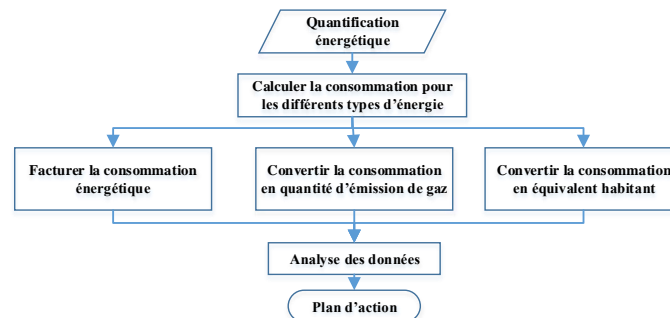 Quantification
énergétique
Calculer la consommation pour
les différents types d'énergie
Facturer la consommation
énergétique
Convertir la consommation
en quantité d'émission de gaz
Convertir la consommation
en équivalent habitant
Analyse des données
Plan d'action